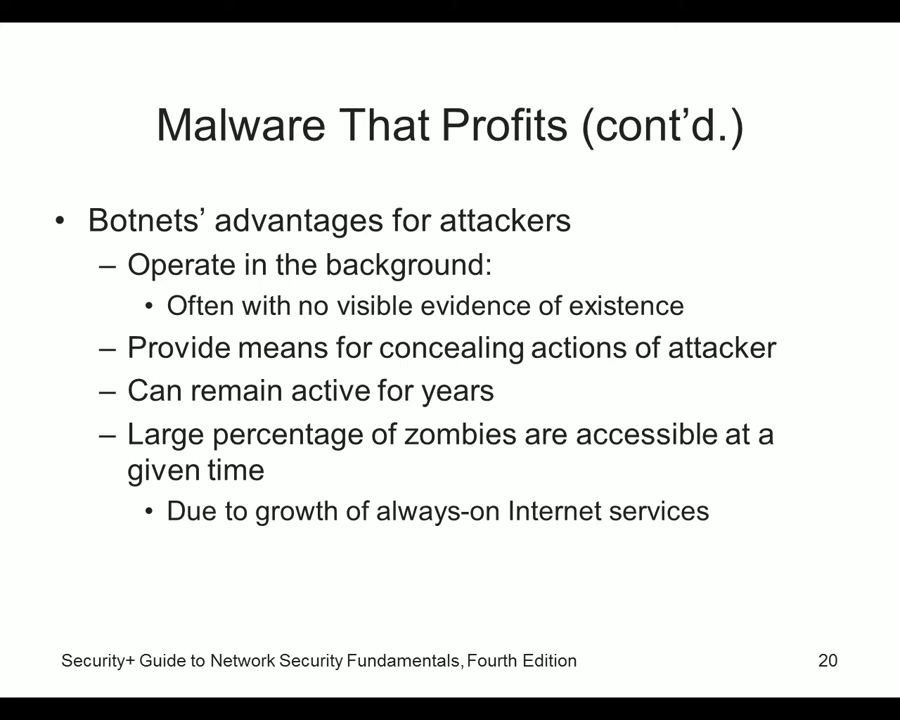 Malware That Profits (cont’d.)
• Botnets’ advantages for attackers
– Operate in the background:
• Often with no visible evidence of existence
– Provide means for concealing actions of attacker
– Can remain active for years
– Large percentage of zombies are accessible at a
given time
• Due to growth of always-on Internet services
Security+ Guide to Network Security Fundamentals, Fourth Edition
20